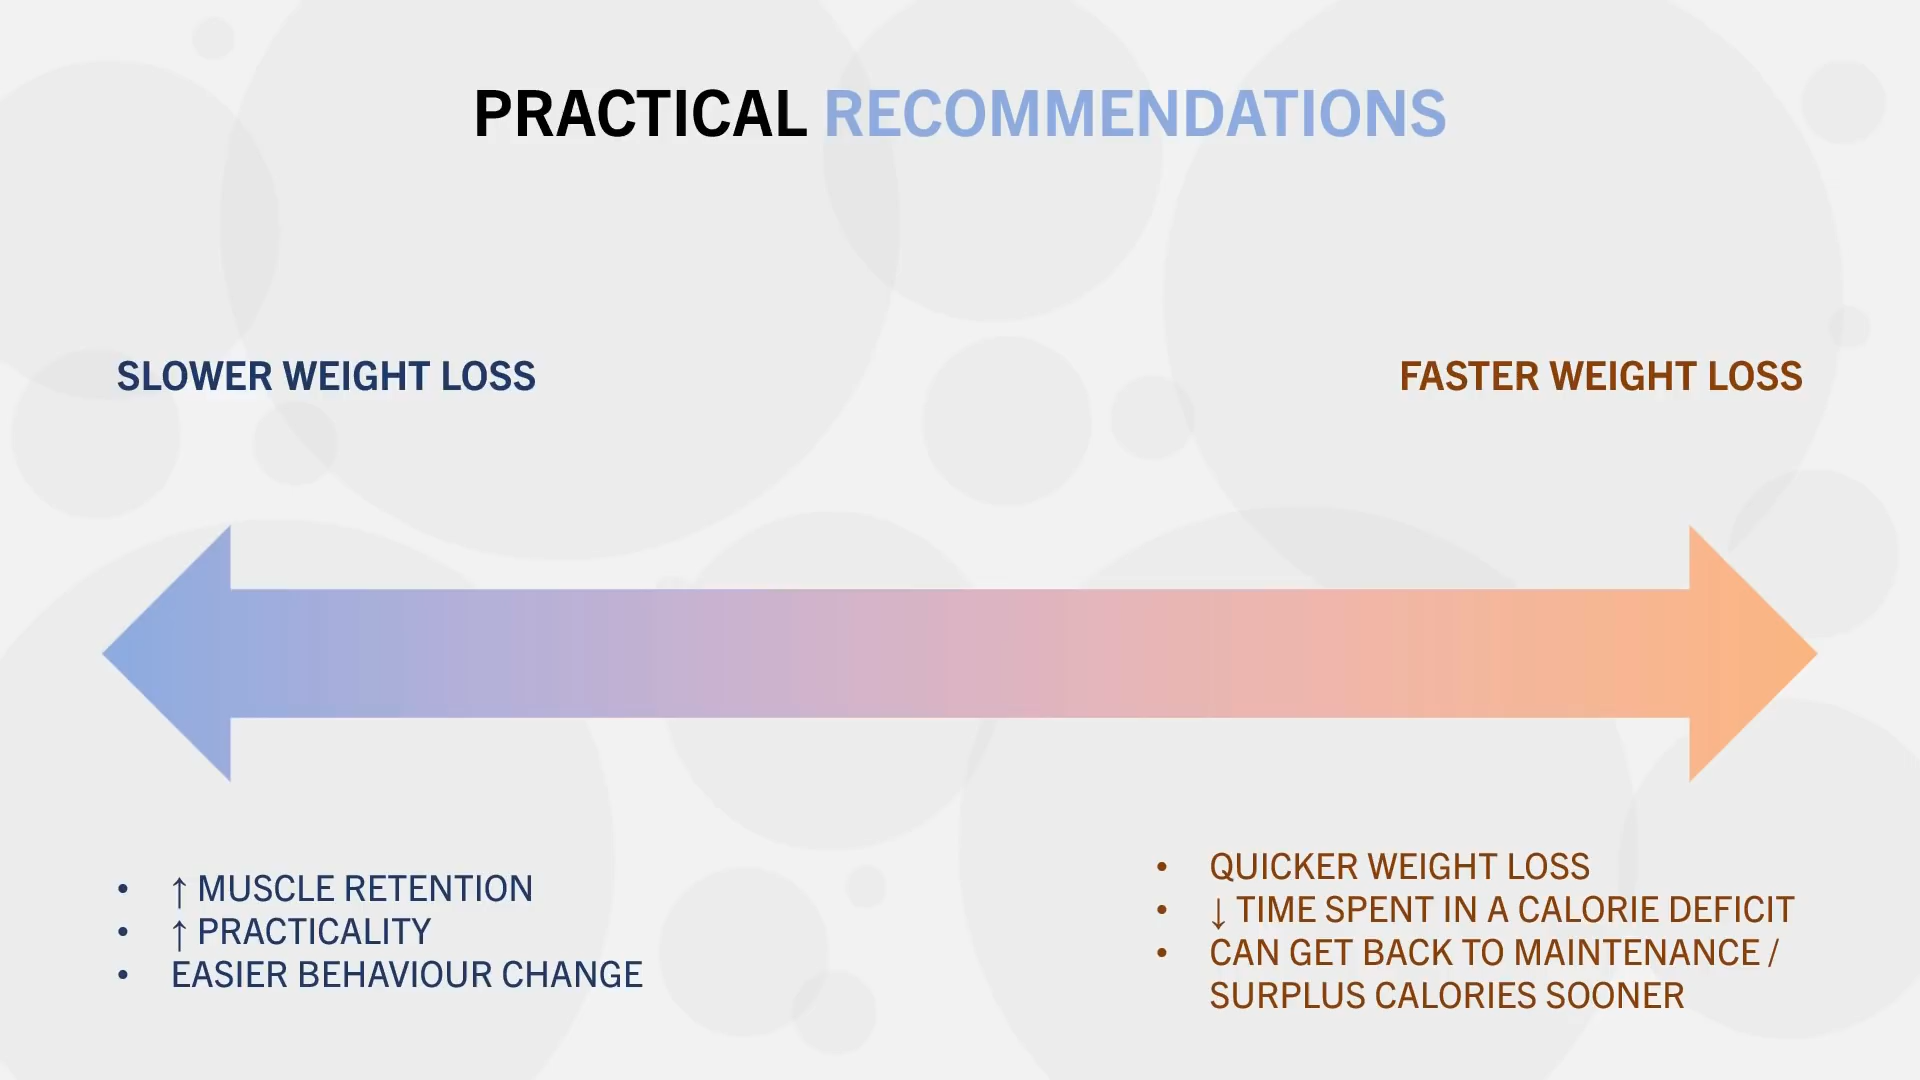 PRACTICAL RECOMMENDATIONS
SLOWER WEIGHT LOSS
FASTER WEIGHT LOSS
• ↑ MUSCLE RETENTION
• ↑ PRACTICALITY
• EASIER BEHAVIOUR CHANGE
• QUICKER WEIGHT LOSS
• ↓ TIME SPENT IN A CALORIE DEFICIT
• CAN GET BACK TO MAINTENANCE /
SURPLUS CALORIES SOONER